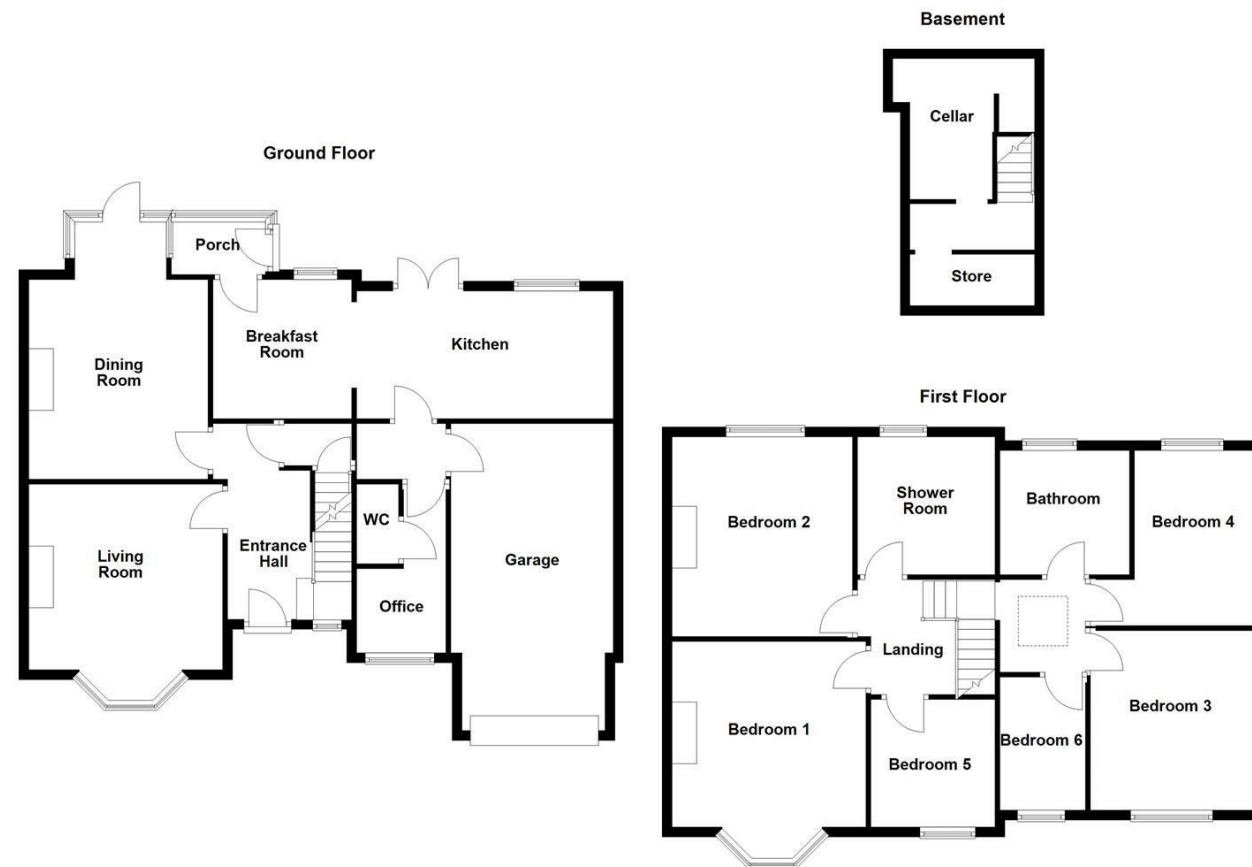 Basement
Cellar
Store
Ground Floor
Porch
Breakfast
Room
Kitchen
Dining
Room
WC
Living
Room
Entrance
Hall
Garage
Office
First Floor
Bedroom 2
Shower
Room
Bathroom
Bedroom 4
Landing
Bedroom 1
Bedroom 5
Bedroom 6
Bedroom 3